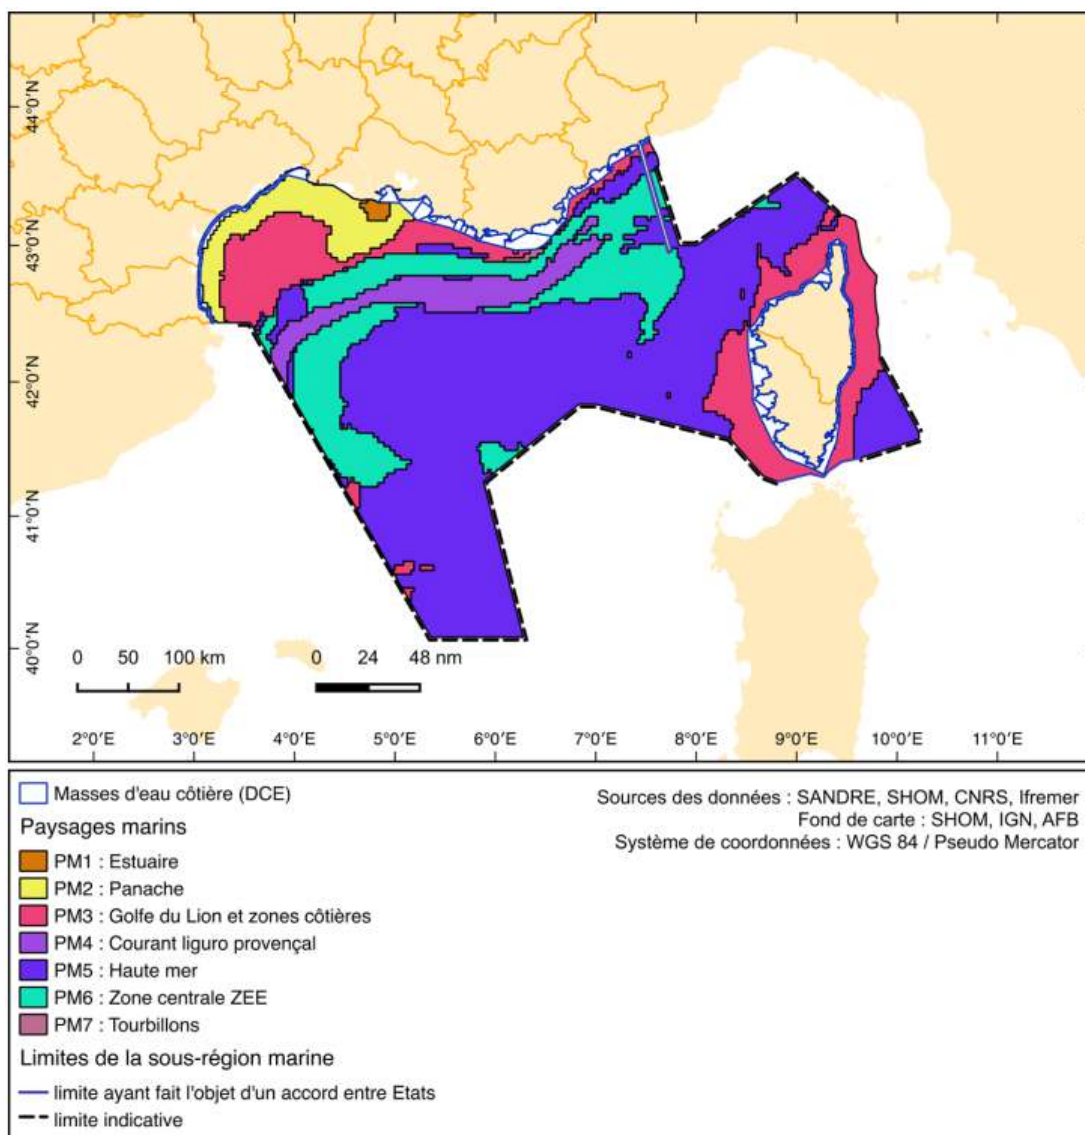 44°0′N
43°0′N
42°0′N
41°0′N
40°0′N
0 50 100 km
0 24 48 nm
2°0′E 3°0′E 4°0′E 5°0′E 6°0′E 7°0′E 8°0′E 9°0′E 10°0′E 11°0′E
Masses d'eau côtière (DCE)
Paysages marins
PM1 : Estuaire
PM2 : Panache
PM3 : Golfe du Lion et zones côtières
PM4 : Courant liguro provençal
PM5 : Haute mer
PM6 : Zone centrale ZEE
PM7 : Tourbillons
Limites de la sous-région marine
limite ayant fait l'objet d'un accord entre Etats
limite indicative
Sources des données : SANDRE, SHOM, CNRS, Ifremer
Fond de carte : SHOM, IGN, AFB
Système de coordonnées : WGS 84 / Pseudo Mercator